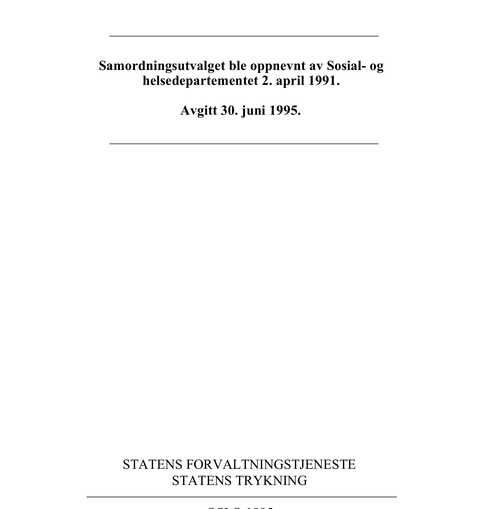 Samordningsutvalget ble oppnevnt av Sosial- og
helsedepartementet 2. april 1991.
Avgitt 30. juni 1995.
STATENS FORVALTNINGSTJENESTE
STATENS TRYKNING